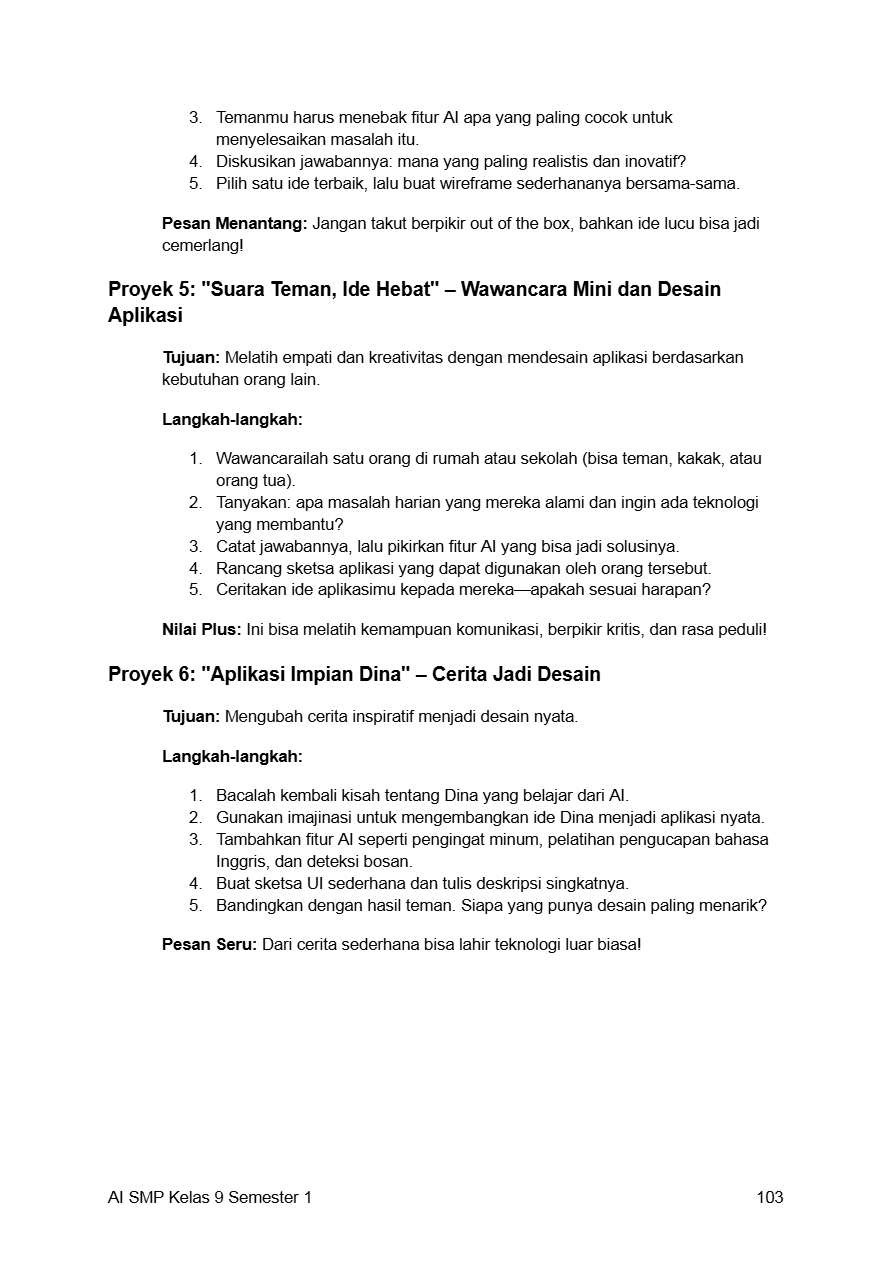 3. Temanmu harus menebak fitur AI apa yang paling cocok untuk
menyelesaikan masalah itu.
4. Diskusikan jawabannya: mana yang paling realistis dan inovatif?
5. Pilih satu ide terbaik, lalu buat wireframe sederhananya bersama-sama.
Pesan Menantang: Jangan takut berpikir out of the box, bahkan ide lucu bisa jadi
cemerlang!
Proyek 5: "Suara Teman, Ide Hebat" – Wawancara Mini dan Desain
Aplikasi
Tujuan: Melatih empati dan kreativitas dengan mendesain aplikasi berdasarkan
kebutuhan orang lain.
Langkah-langkah:
1. Wawancarailah satu orang di rumah atau sekolah (bisa teman, kakak, atau
orang tua).
2. Tanyakan: apa masalah harian yang mereka alami dan ingin ada teknologi
yang membantu?
3. Catat jawabannya, lalu pikirkan fitur AI yang bisa jadi solusinya.
4. Rancang sketsa aplikasi yang dapat digunakan oleh orang tersebut.
5. Ceritakan ide aplikasimu kepada mereka—apakah sesuai harapan?
Nilai Plus: Ini bisa melatih kemampuan komunikasi, berpikir kritis, dan rasa peduli!
Proyek 6: "Aplikasi Impian Dina" – Cerita Jadi Desain
Tujuan: Mengubah cerita inspiratif menjadi desain nyata.
Langkah-langkah:
1. Bacalah kembali kisah tentang Dina yang belajar dari AI.
2. Gunakan imajinasi untuk mengembangkan ide Dina menjadi aplikasi nyata.
3. Tambahkan fitur AI seperti pengingat minum, pelatihan pengucapan bahasa
Inggris, dan deteksi bosan.
4. Buat sketsa UI sederhana dan tulis deskripsi singkatnya.
5. Bandingkan dengan hasil teman. Siapa yang punya desain paling menarik?
Pesan Seru: Dari cerita sederhana bisa lahir teknologi luar biasa!
AI SMP Kelas 9 Semester 1
103